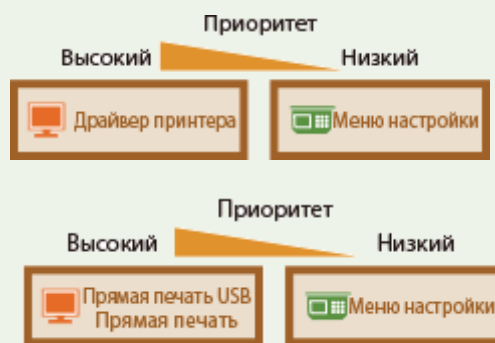 Приоритет
Высокий Низкий
Драйвер принтера Меню настройки
Приоритет
Высокий Низкий
Прямая печать USB
Прямая печать
Меню настройки